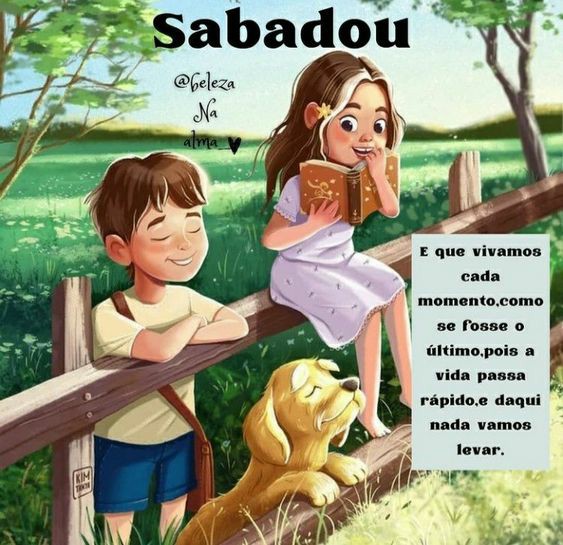 Sabadou
@beleza
Na
alma
E que vivamos
cada
momento,como
se fosse o
último,pois a
vida passa
rápido,e daqui
nada vamos
levar.
KIM